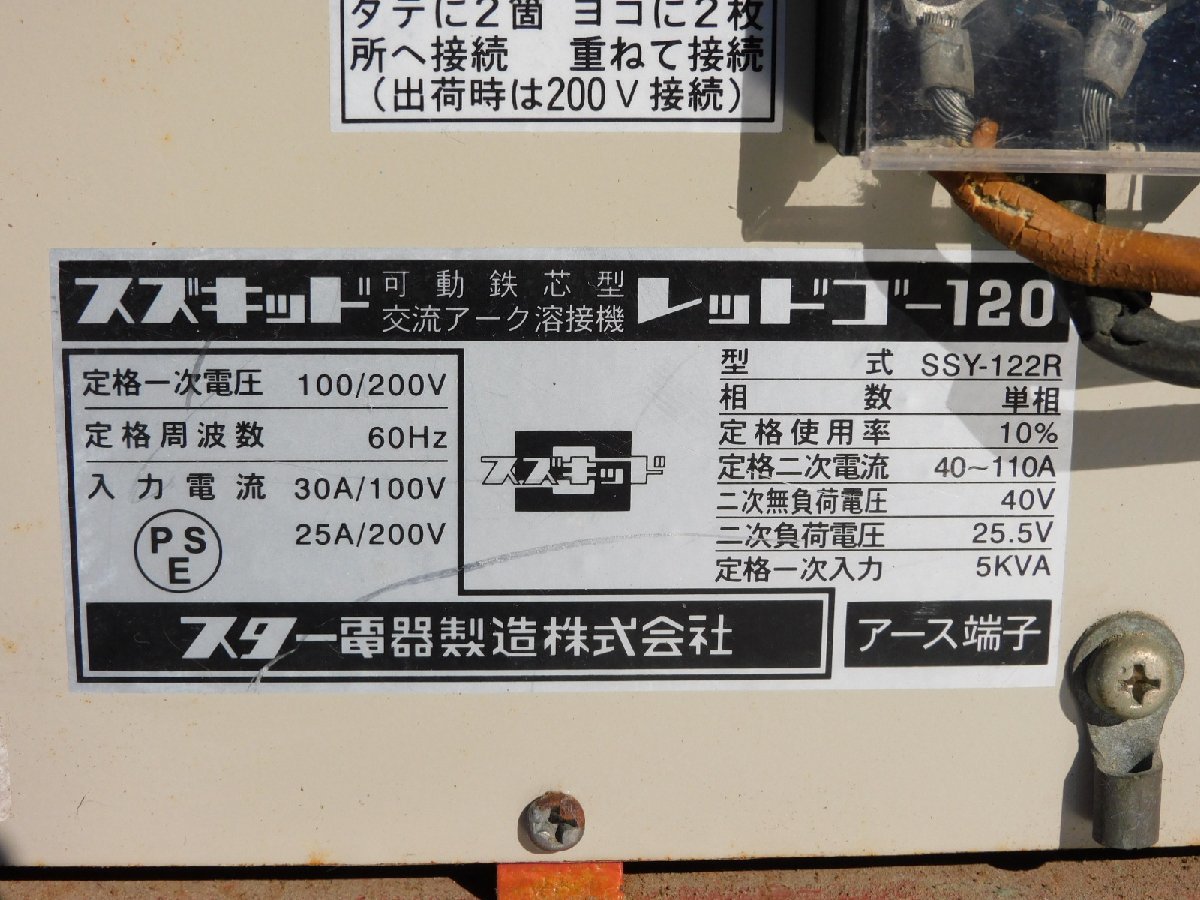 タテに2箇 ヨコに2枚
所へ接続 重ねて接続
（出荷時は200V接続）
スズキッド 可動鉄芯型 交流アーク溶接機 レッドゴー120
定格一次電圧 100/200V
定格周波数 60Hz
入力電流 30A/100V
25A/200V
PSE
スズキッド
型式 SSY-122R
相数 単相
定格使用率 10%
定格二次電流 40～110A
二次無負荷電圧 40V
二次負荷電圧 25.5V
定格一次入力 5KVA
スター電器製造株式会社
アース端子